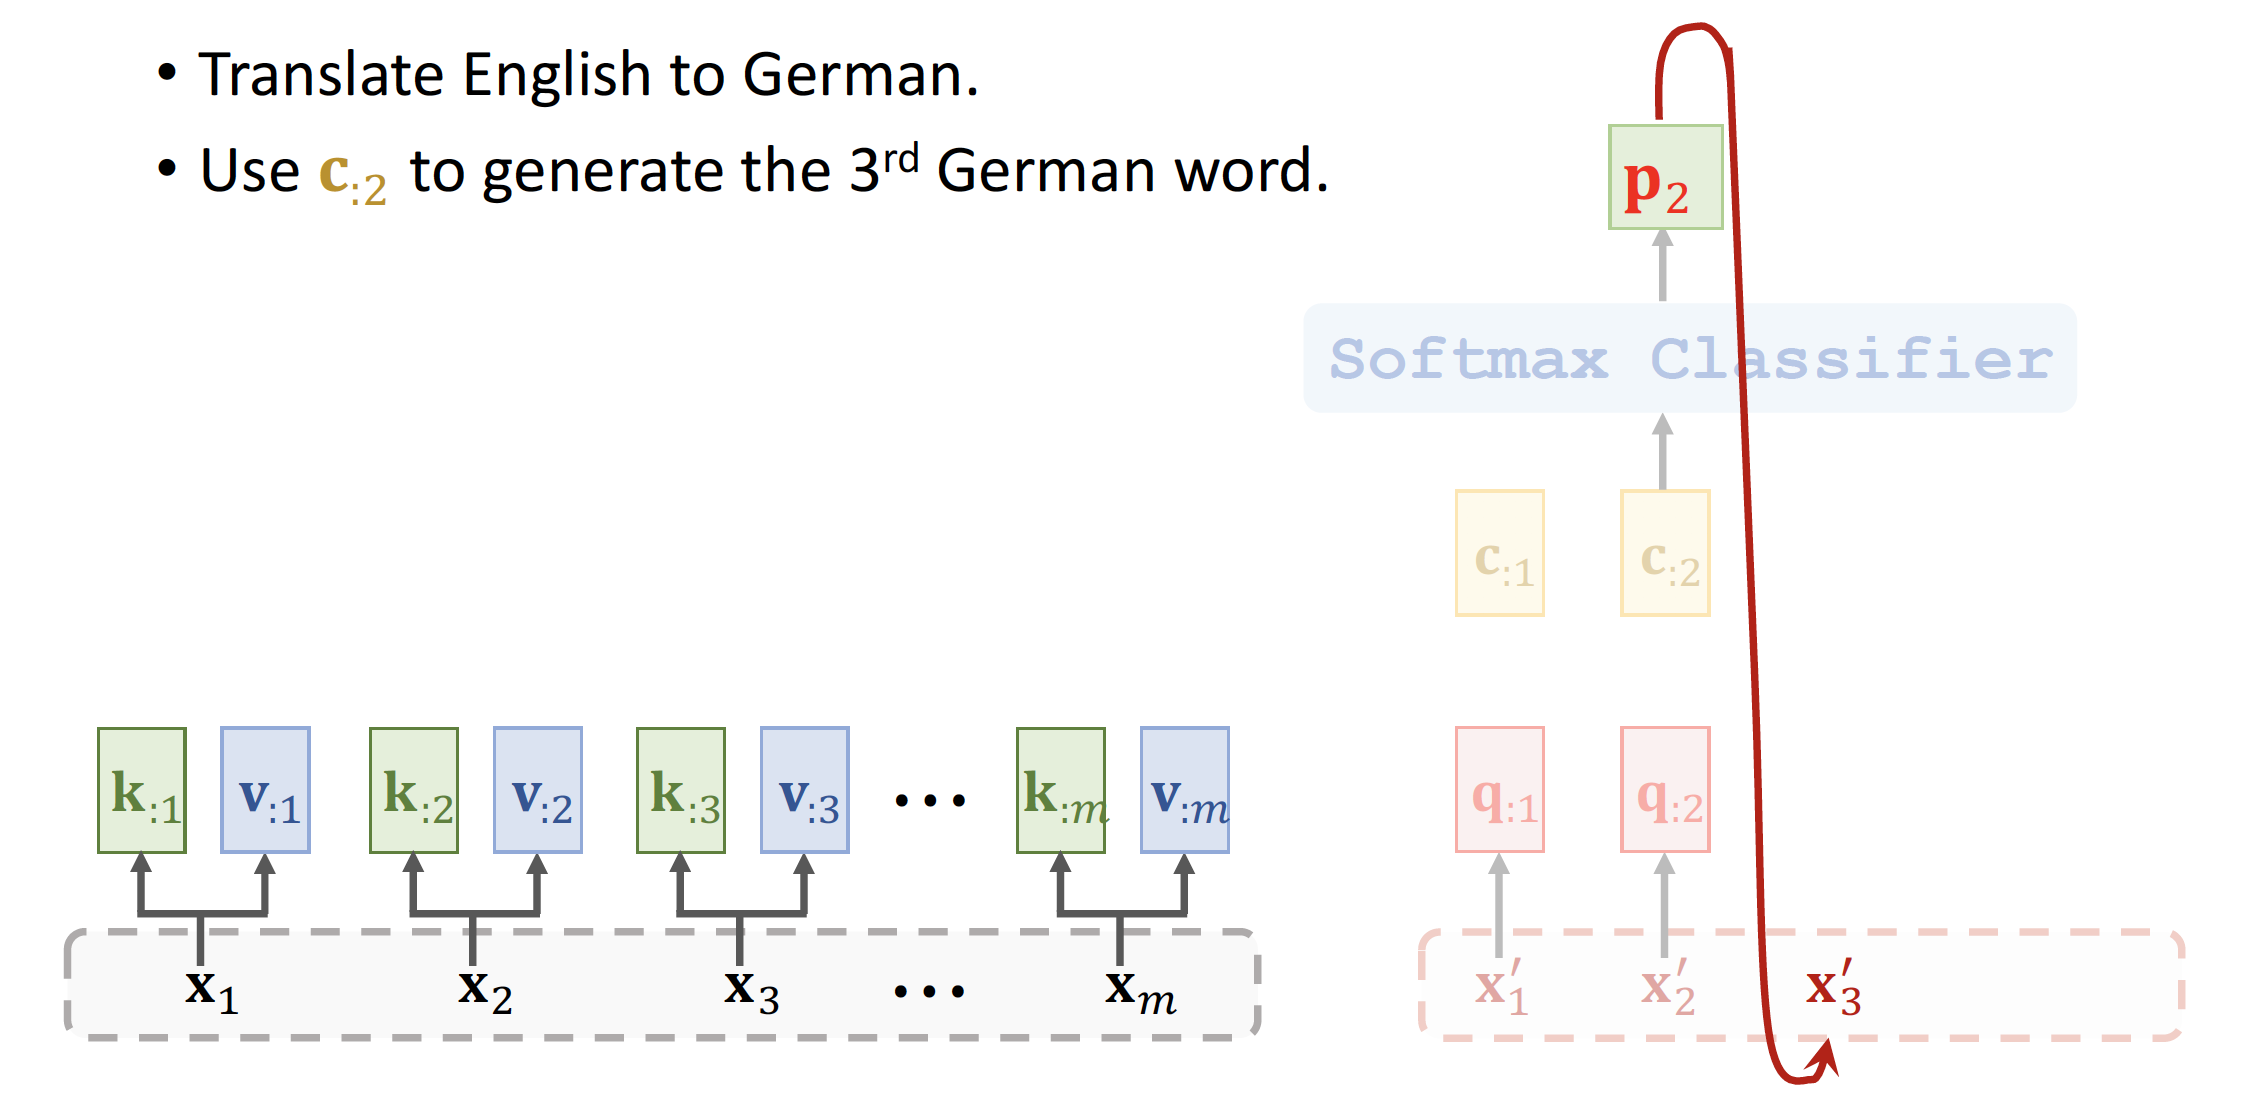 • Translate English to German.
• Use c:2 to generate the 3rd German word.
p2
Softmax Classifier
c:1 c:2
k:1 v:1 k:2 v:2 k:3 v:3 ··· k:m v:m q:1 q:2
x1 x2 x3 ··· xm x′1 x′2 x′3